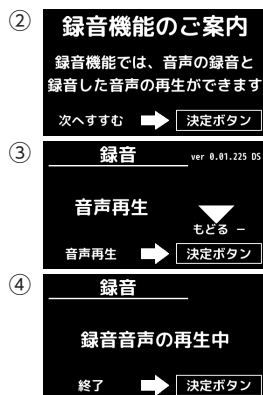 ②
録音機能のご案内
録音機能では、音声の録音と
録音した音声の再生ができます
次へすすむ 決定ボタン
③
録音 ver 0.01.225 DS
音声再生
もどる −
音声再生 決定ボタン
④
録音
録音音声の再生中
終了 決定ボタン